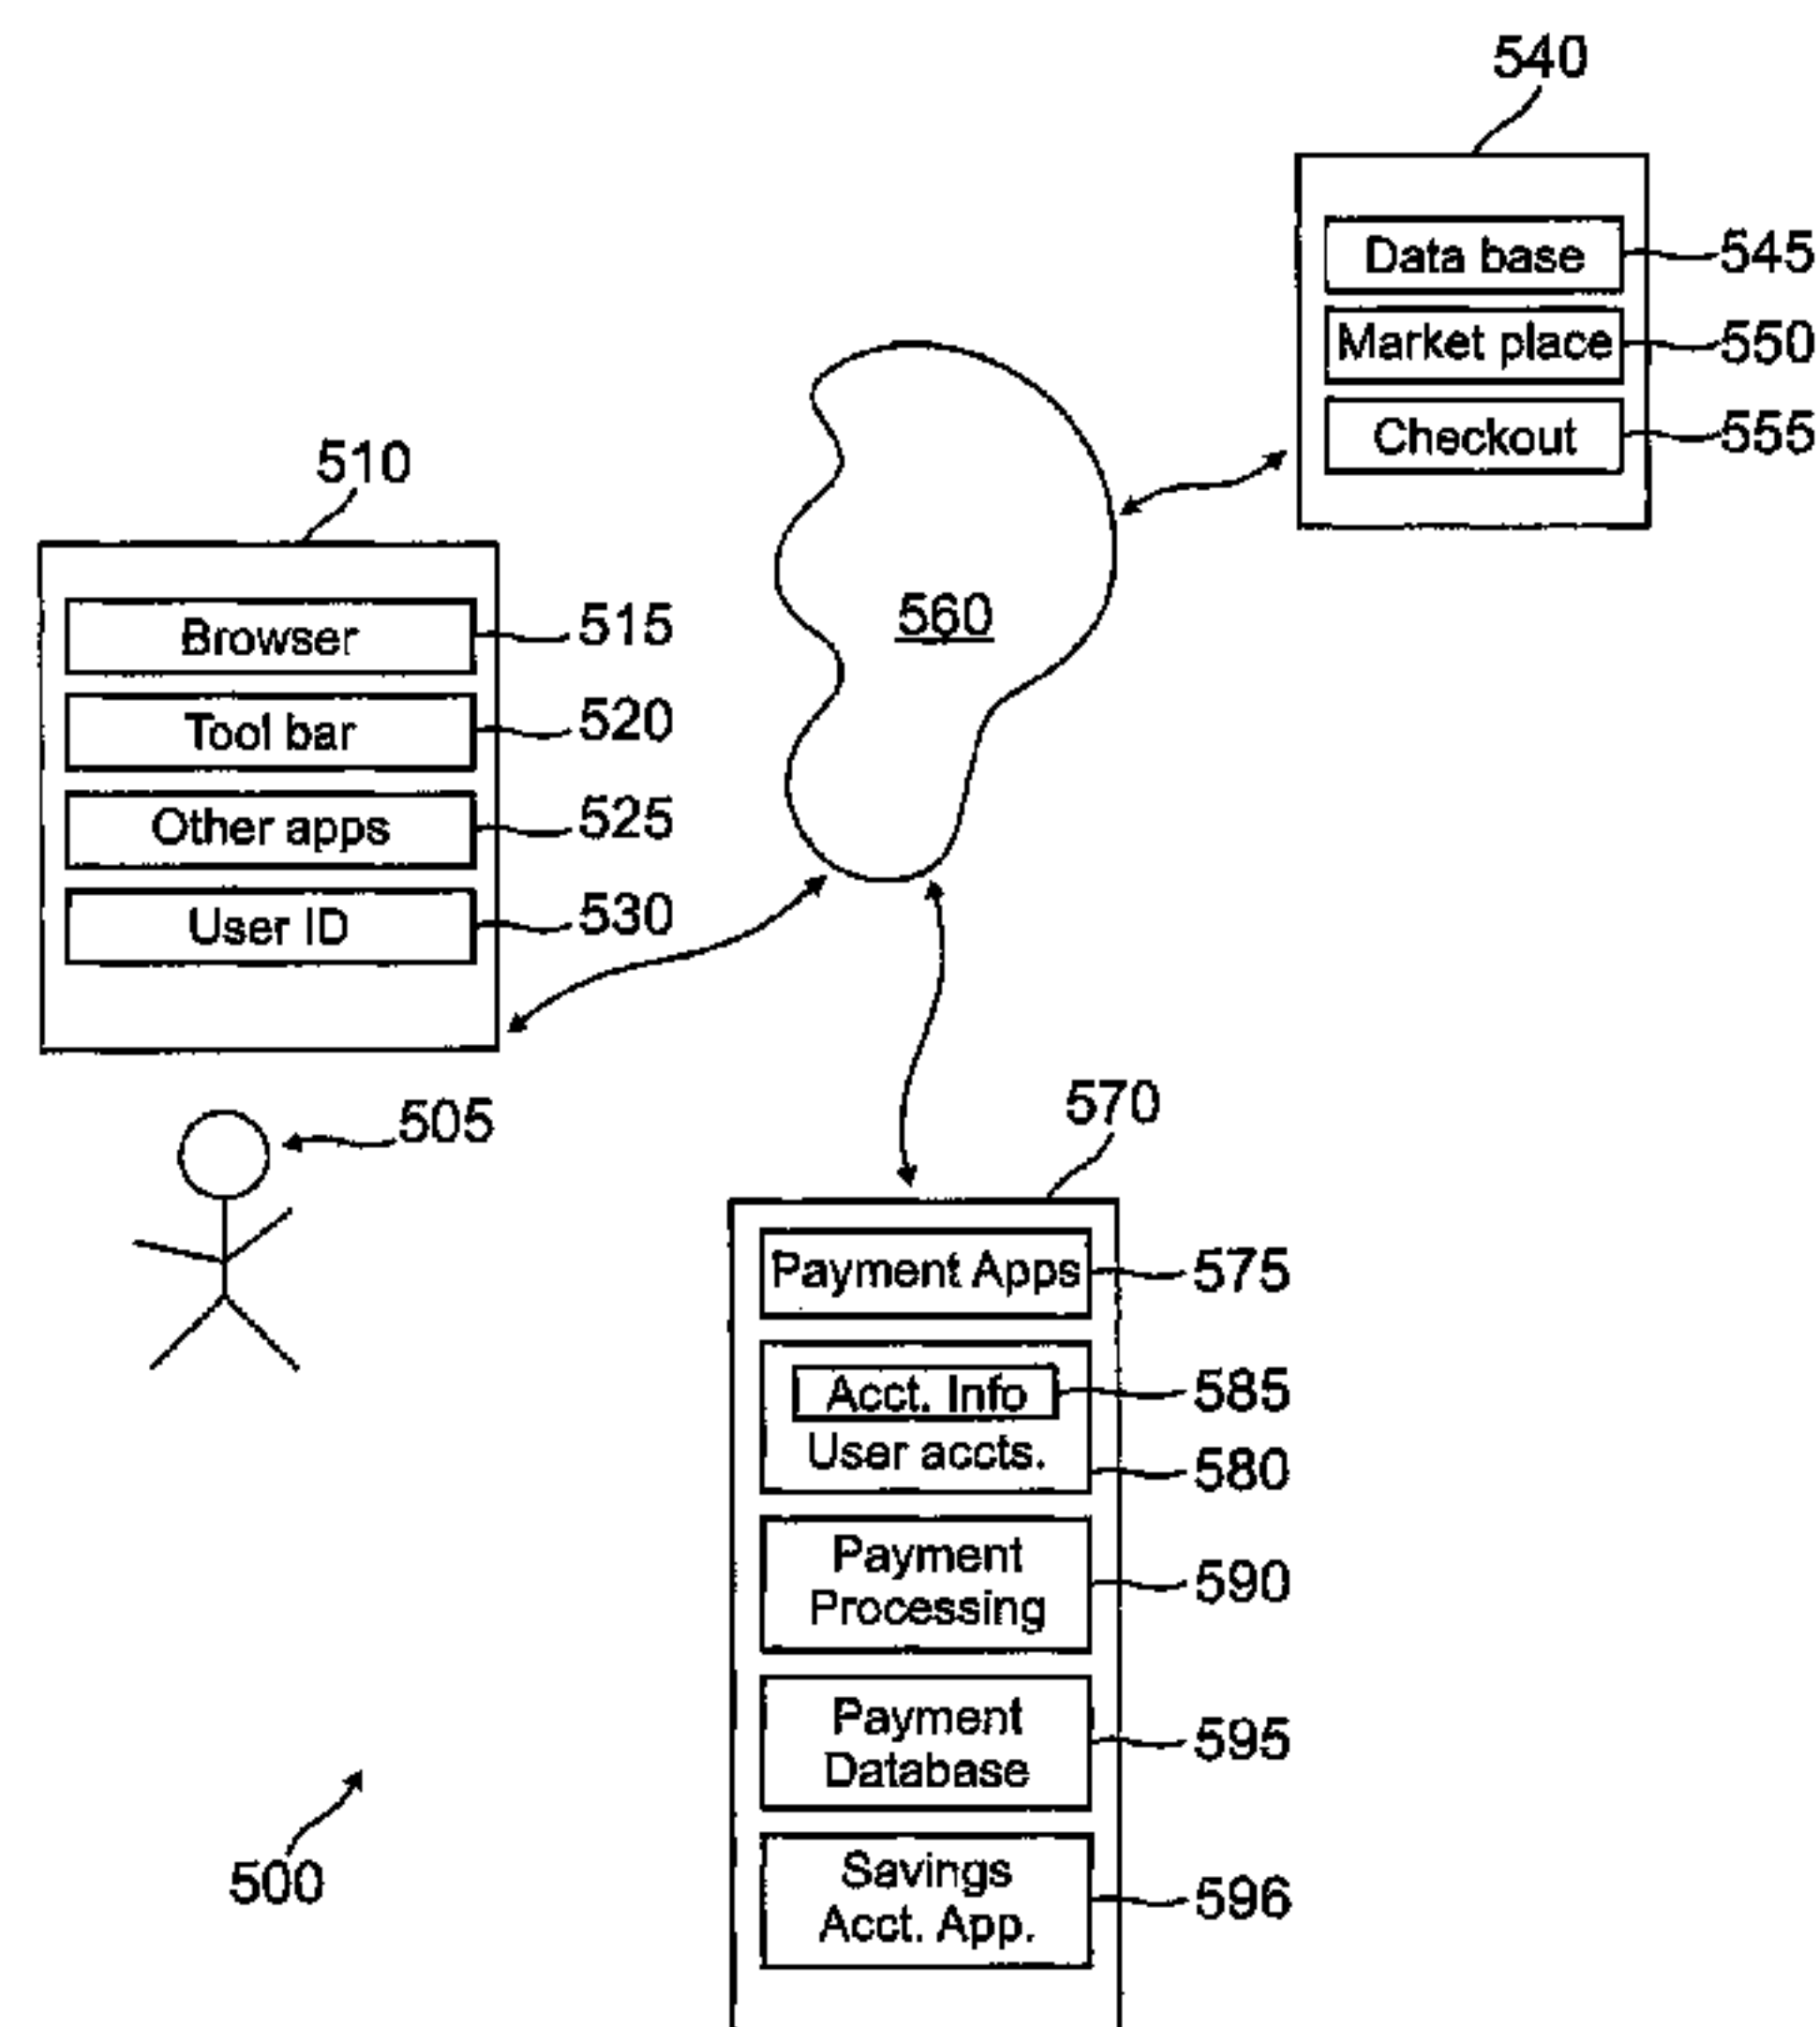 540
Data base 545
Market place 550
Checkout 555
510
Browser 515
Tool bar 520
Other apps 525
User ID 530
560
505
570
Payment Apps 575
Acct. Info 585
User accts. 580
Payment
Processing 590
Payment
Database 595
Savings
Acct. App. 596
500